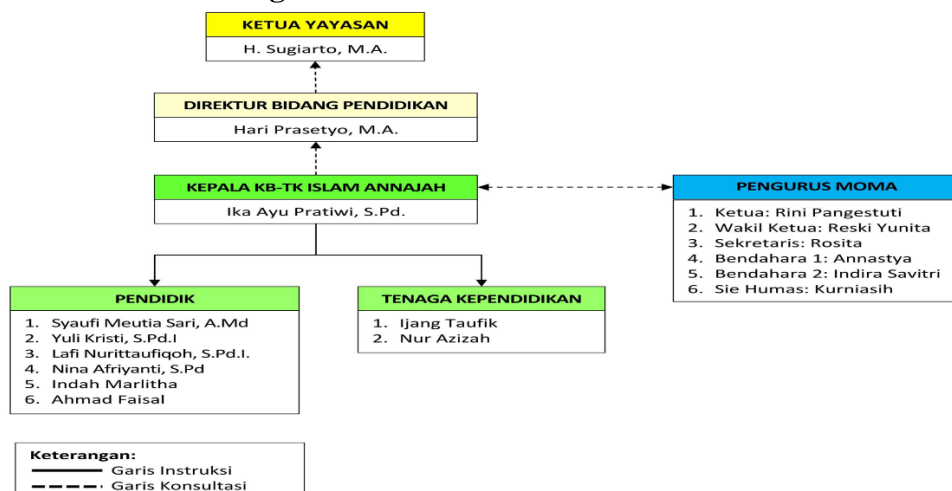 KETUA YAYASAN
H. Sugiarto, M.A.
DIREKTUR BIDANG PENDIDIKAN
Hari Prasetyo, M.A.
KEPALA KB-TK ISLAM ANNAJAH
Ika Ayu Pratiwi, S.Pd.
PENGURUS MOMA
1. Ketua: Rini Pangestuti
2. Wakil Ketua: Reski Yunita
3. Sekretaris: Rosita
4. Bendahara 1: Annastya
5. Bendahara 2: Indira Savitri
6. Sie Humas: Kurniasih
PENDIDIK
1. Syaufi Meutia Sari, A.Md
2. Yuli Kristi, S.Pd.I
3. Lafi Nurittaufiqoh, S.Pd.I.
4. Nina Afriyanti, S.Pd
5. Indah Marlitha
6. Ahmad Faisal
TENAGA KEPENDIDIKAN
1. Ijang Taufik
2. Nur Azizah
Keterangan:
Garis Instruksi
Garis Konsultasi